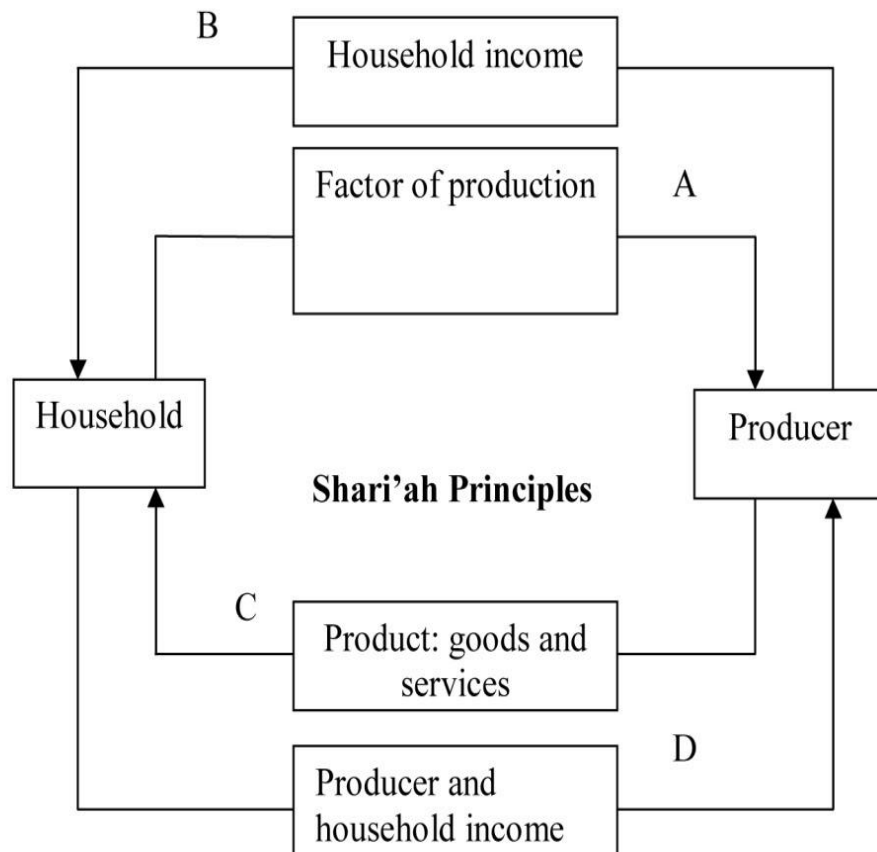 B
Household income
Factor of production
A
Household
Producer
Shari’ah Principles
C
Product: goods and
services
D
Producer and
household income